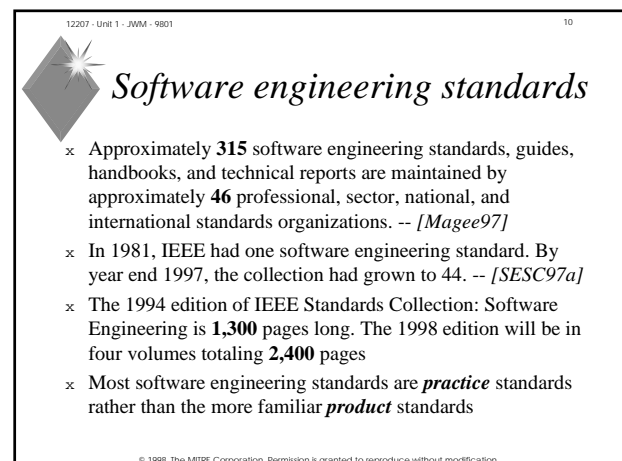 12207 - Unit 1 - JWM - 9801
10
Software engineering standards
x Approximately 315 software engineering standards, guides,
handbooks, and technical reports are maintained by
approximately 46 professional, sector, national, and
international standards organizations. -- [Magee97]
x In 1981, IEEE had one software engineering standard. By
year end 1997, the collection had grown to 44. -- [SESC97a]
x The 1994 edition of IEEE Standards Collection: Software
Engineering is 1,300 pages long. The 1998 edition will be in
four volumes totaling 2,400 pages
x Most software engineering standards are practice standards
rather than the more familiar product standards
© 1998, The MITRE Corporation. Permission is granted to reproduce without modification